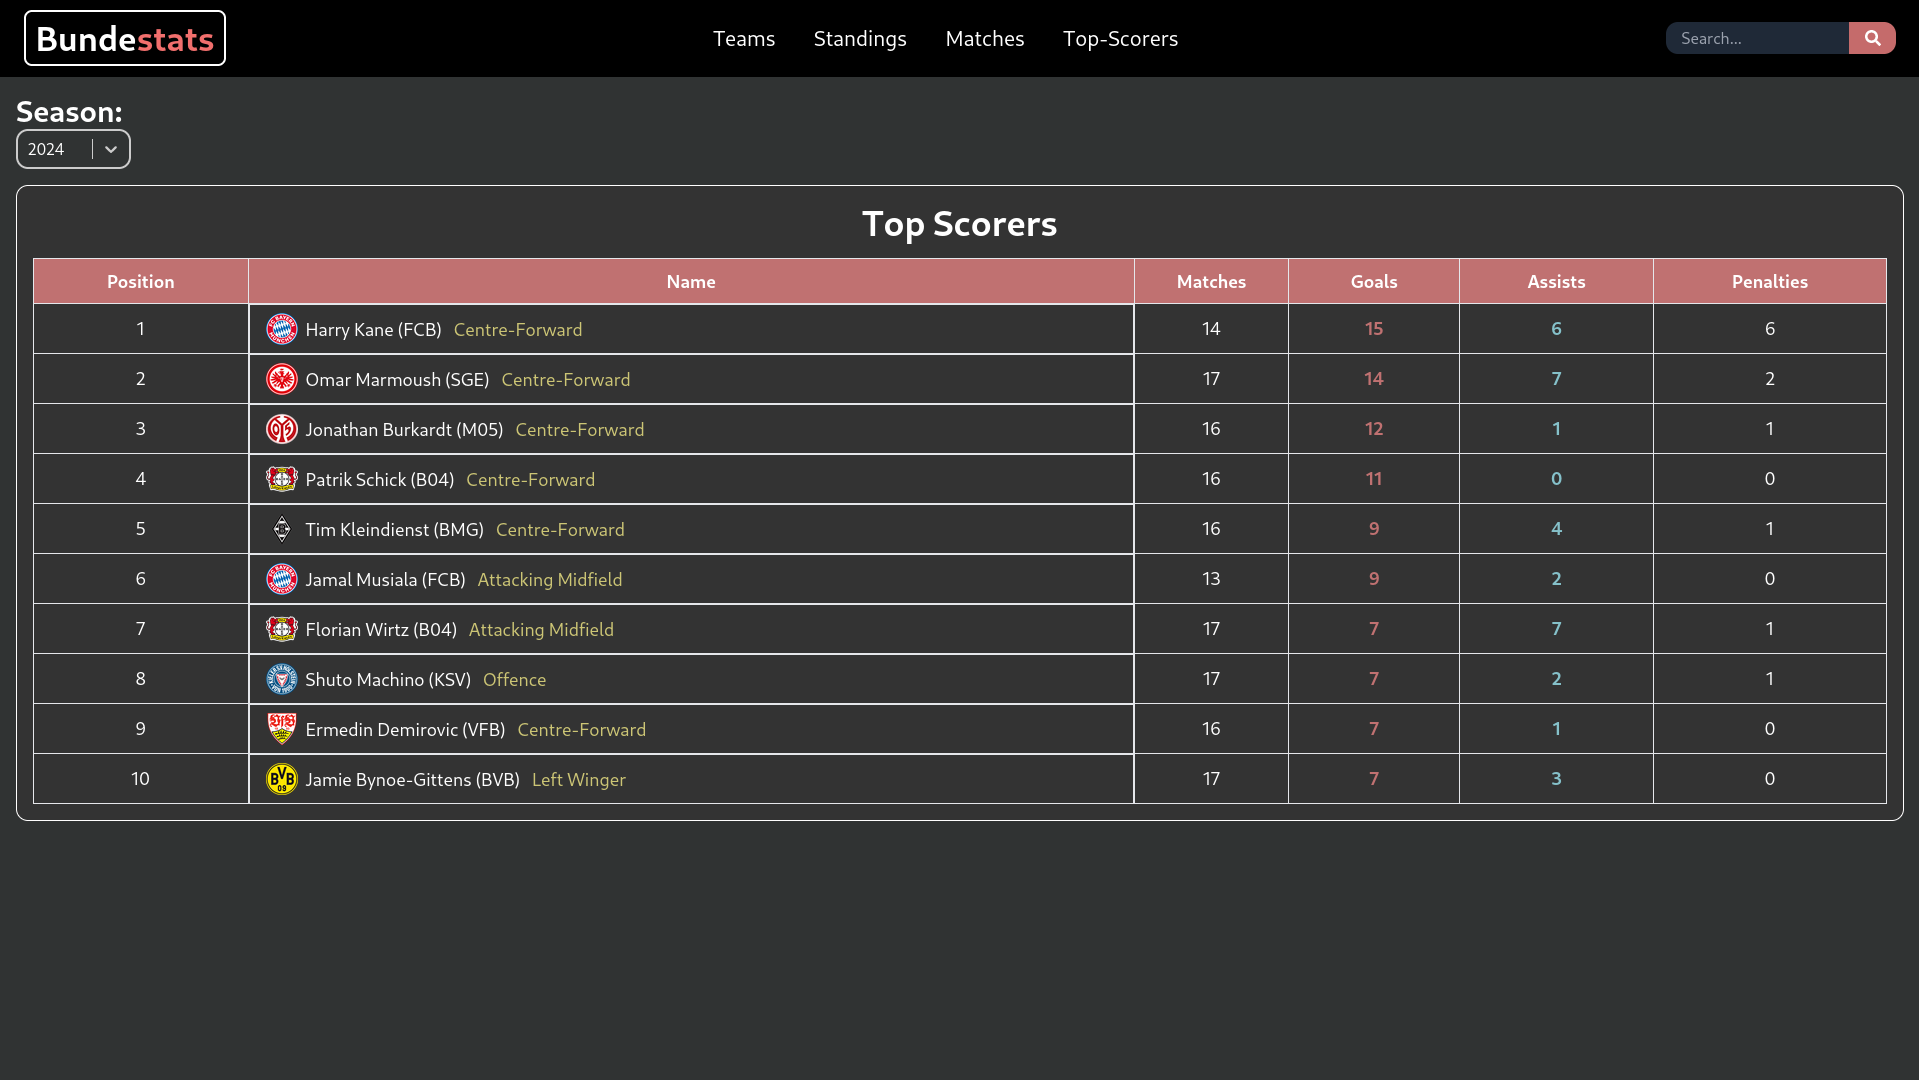 Bundestats
Teams Standings Matches Top-Scorers
Search...
Season:
2024
Top Scorers
Position Name Matches Goals Assists Penalties
1 Harry Kane (FCB) Centre-Forward 14 15 6 6
2 Omar Marmoush (SGE) Centre-Forward 17 14 7 2
3 Jonathan Burkardt (M05) Centre-Forward 16 12 1 1
4 Patrik Schick (B04) Centre-Forward 16 11 0 0
5 Tim Kleindienst (BMG) Centre-Forward 16 9 4 1
6 Jamal Musiala (FCB) Attacking Midfield 13 9 2 0
7 Florian Wirtz (B04) Attacking Midfield 17 7 7 1
8 Shuto Machino (KSV) Offence 17 7 2 1
9 Ermedin Demirovic (VFB) Centre-Forward 16 7 1 0
BVB 09
10 Jamie Bynoe-Gittens (BVB) Left Winger 17 7 3 0